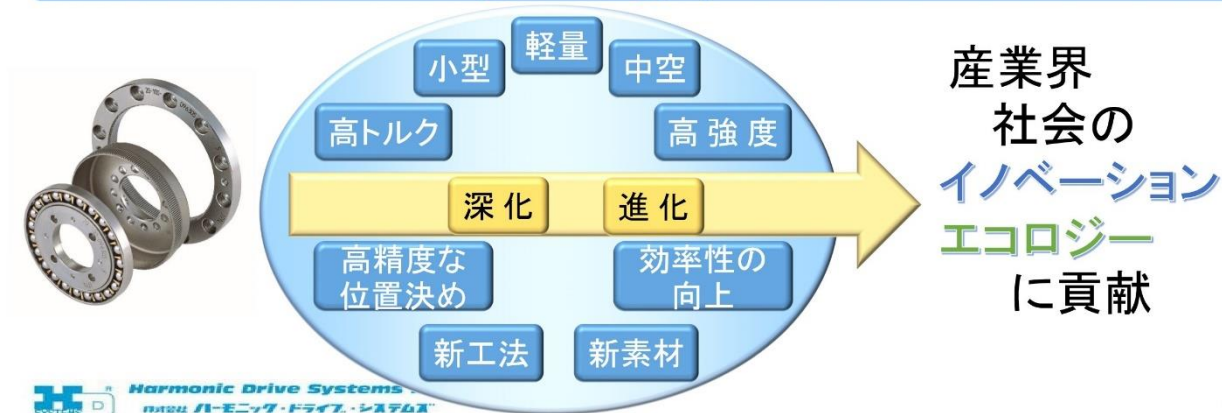 軽量
小型
中空
高トルク
高 強 度
深 化
進 化
高精度な
位置決め
効率性の
向上
新工法
新素材
産業界
社会の
イノベーション
エコロジー
に貢献
Harmonic Drive Systems
株式会社 ハーモニック・ドライブ・システムズ